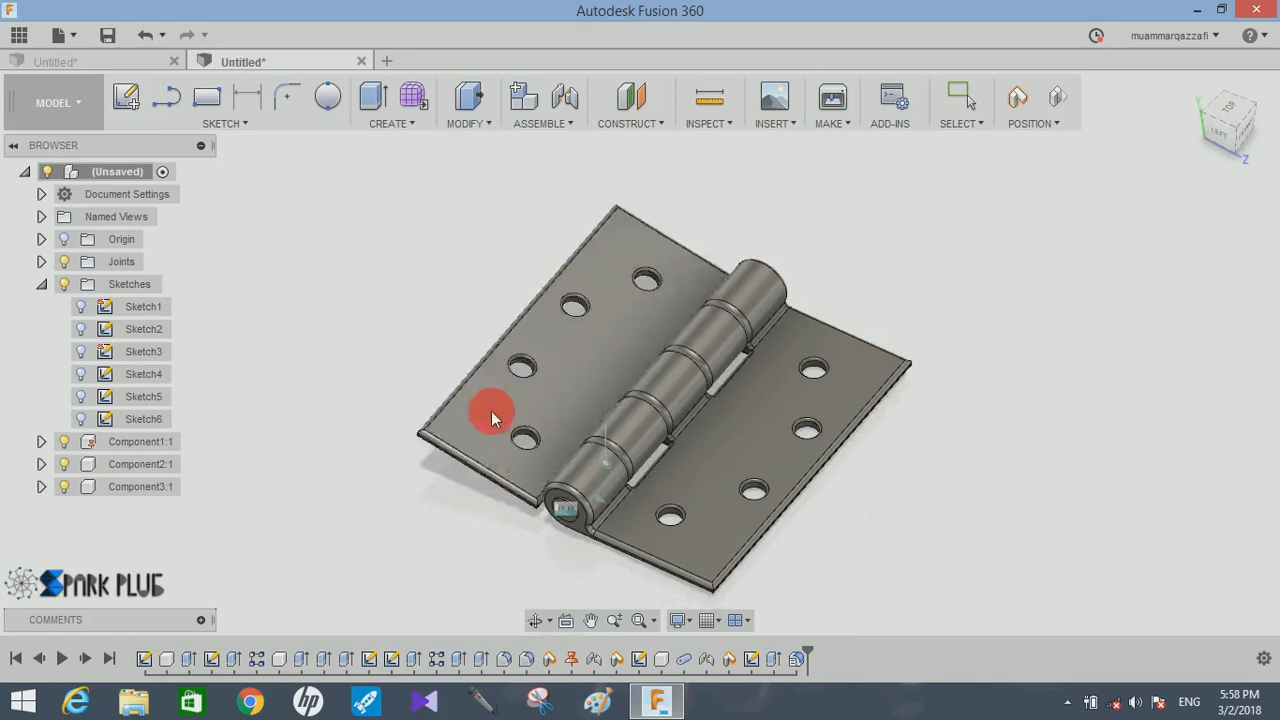 Autodesk Fusion 360
muammarqazzafi
Untitled*
Untitled*
MODEL
SKETCH
CREATE
MODIFY
ASSEMBLE
CONSTRUCT
INSPECT
INSERT
MAKE
ADD-INS
SELECT
POSITION
TOP
LEFT
Z
BROWSER
(Unsaved)
Document Settings
Named Views
Origin
Joints
Sketches
Sketch1
Sketch2
Sketch3
Sketch4
Sketch5
Sketch6
Component1:1
Component2:1
Component3:1
SPARK PLUG
COMMENTS
5:58 PM
ENG
3/2/2018